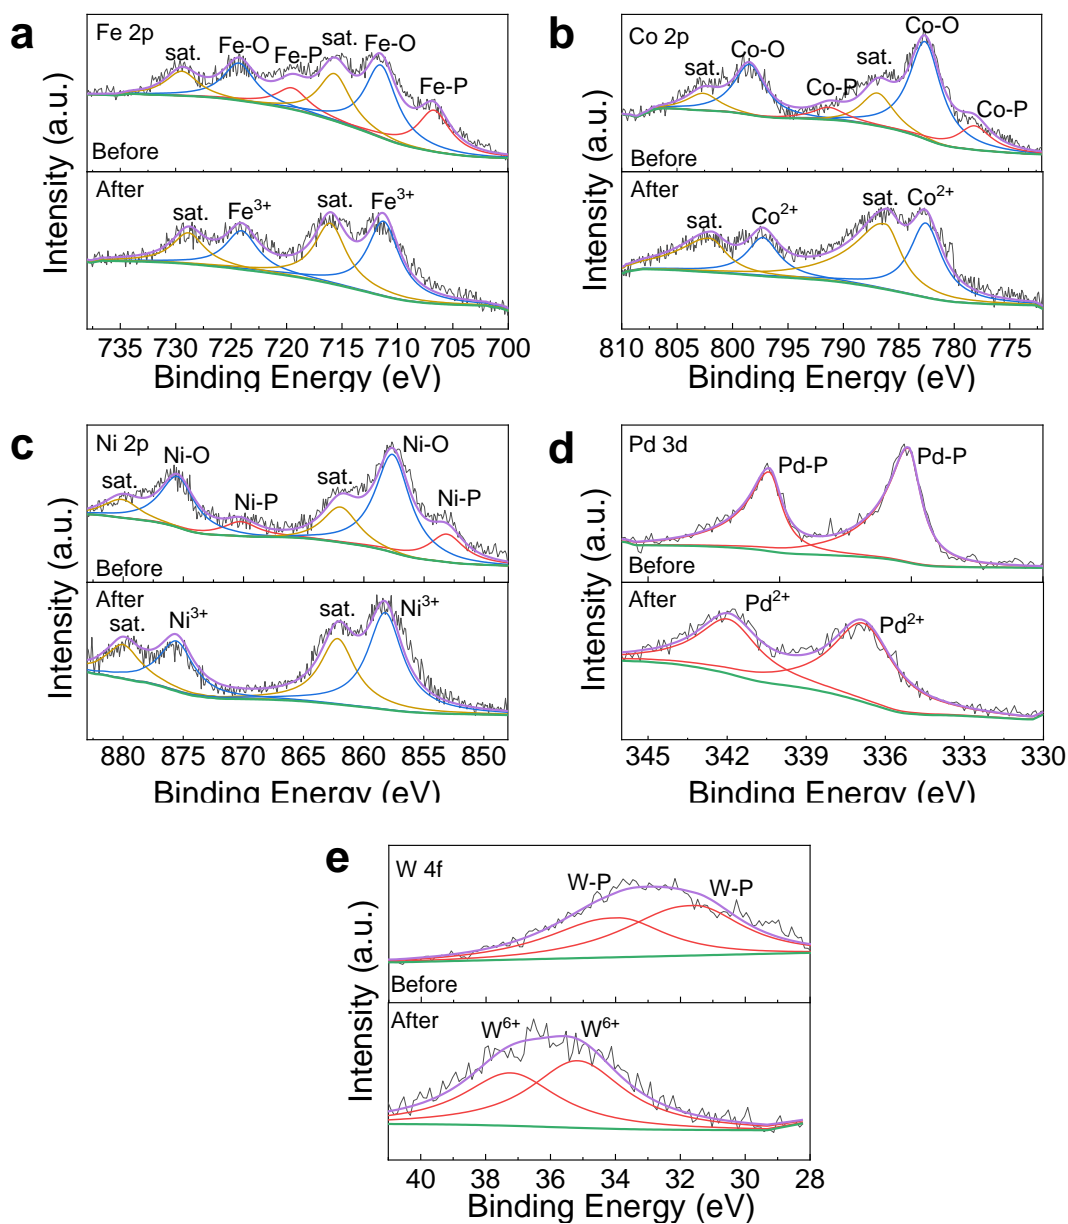 a
Fe 2p
sat.
Fe-O
Fe-P
sat.
Fe-O
Fe-P
Before
After
sat.
Fe³⁺
sat.
Fe³⁺
Intensity (a.u.)
735 730 725 720 715 710 705 700
Binding Energy (eV)
b
Co 2p
sat.
Co-O
Co-P
sat.
Co-O
Co-P
Before
After
sat.
Co²⁺
sat.
Co²⁺
Intensity (a.u.)
810 805 800 795 790 785 780 775
Binding Energy (eV)
c
Ni 2p
sat.
Ni-O
Ni-P
sat.
Ni-O
Ni-P
Before
After
sat.
Ni³⁺
sat.
Ni³⁺
Intensity (a.u.)
880 875 870 865 860 855 850
Binding Energy (eV)
d
Pd 3d
Pd-P
Pd-P
Before
After
Pd²⁺
Pd²⁺
Intensity (a.u.)
345 342 339 336 333 330
Binding Energy (eV)
e
W 4f
W-P
W-P
Before
After
W⁶⁺
W⁶⁺
Intensity (a.u.)
40 38 36 34 32 30 28
Binding Energy (eV)